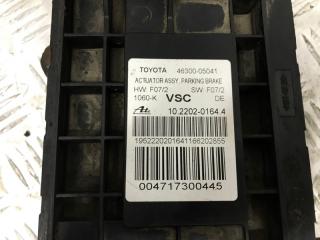 TOYOTA 46300-05041
ACTUATOR ASSY, PARKING BRAKE
HW F07/2 SW F07/2
1060-K VSC DE
10.2202-0164.4
19522202016411662028​55
004717300445